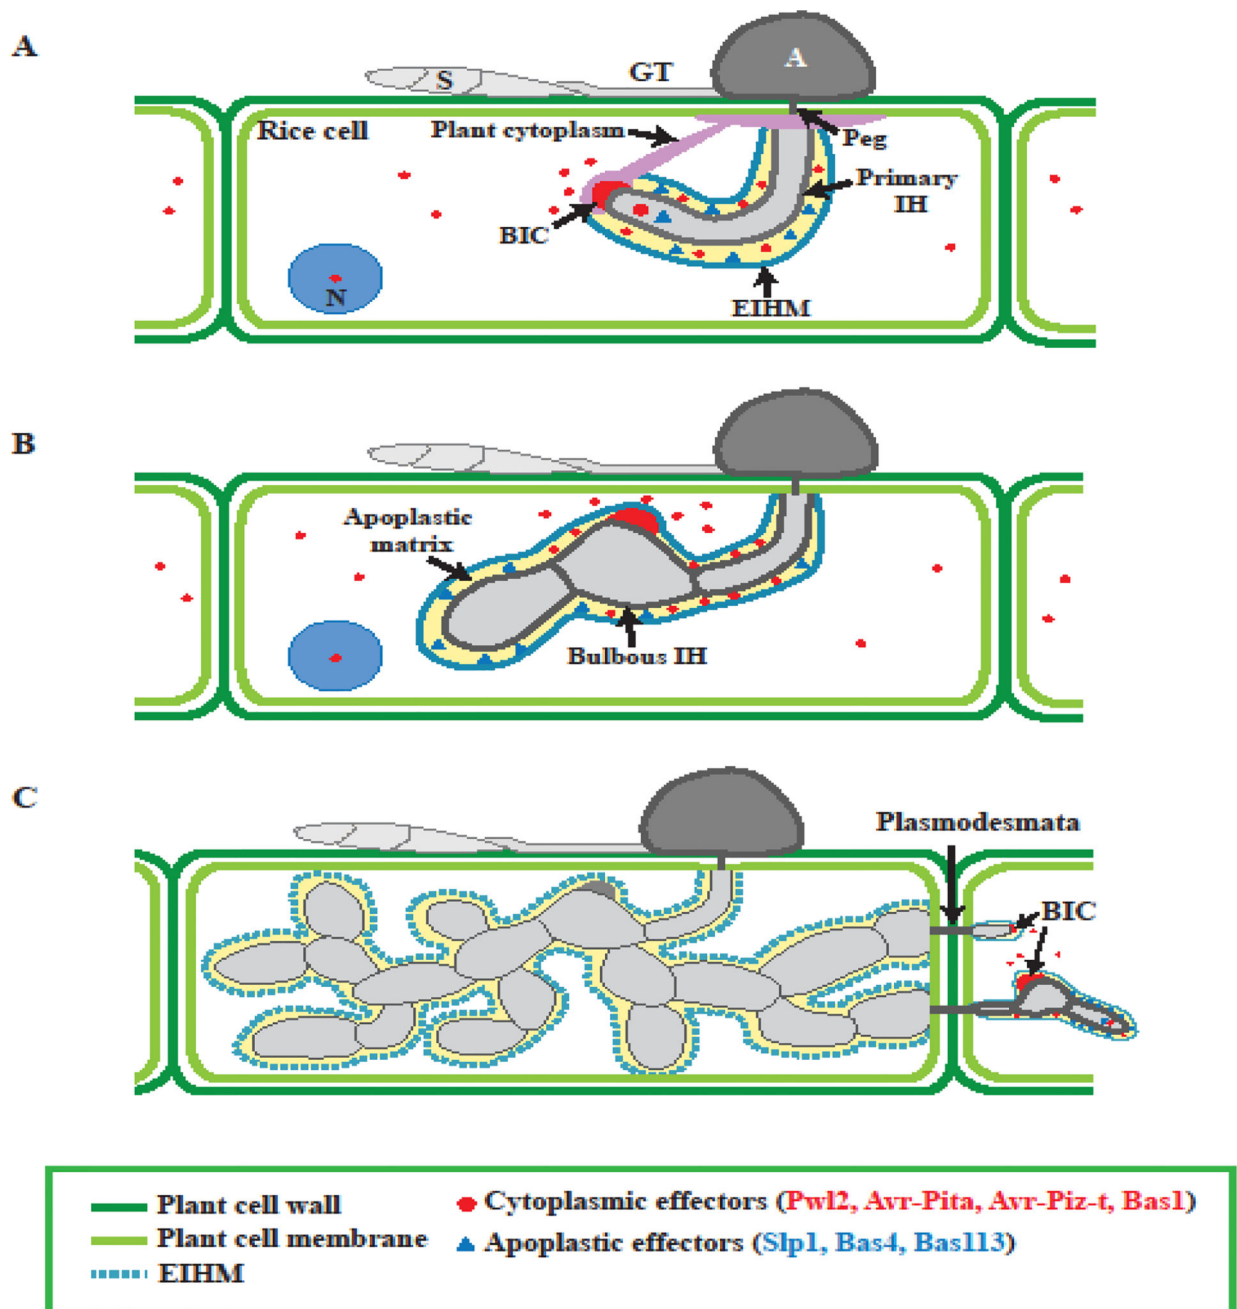 A
S
GT
A
Rice cell
Plant cytoplasm
Peg
Primary
IH
BIC
N
EIHM
B
Apoplastic
matrix
Bulbous IH
C
Plasmodesmata
BIC
Plant cell wall
Plant cell membrane
EIHM
Cytoplasmic effectors (Pwl2, Avr-Pita, Avr-Piz-t, Bas1)
Apoplastic effectors (Slp1, Bas4, Bas113)